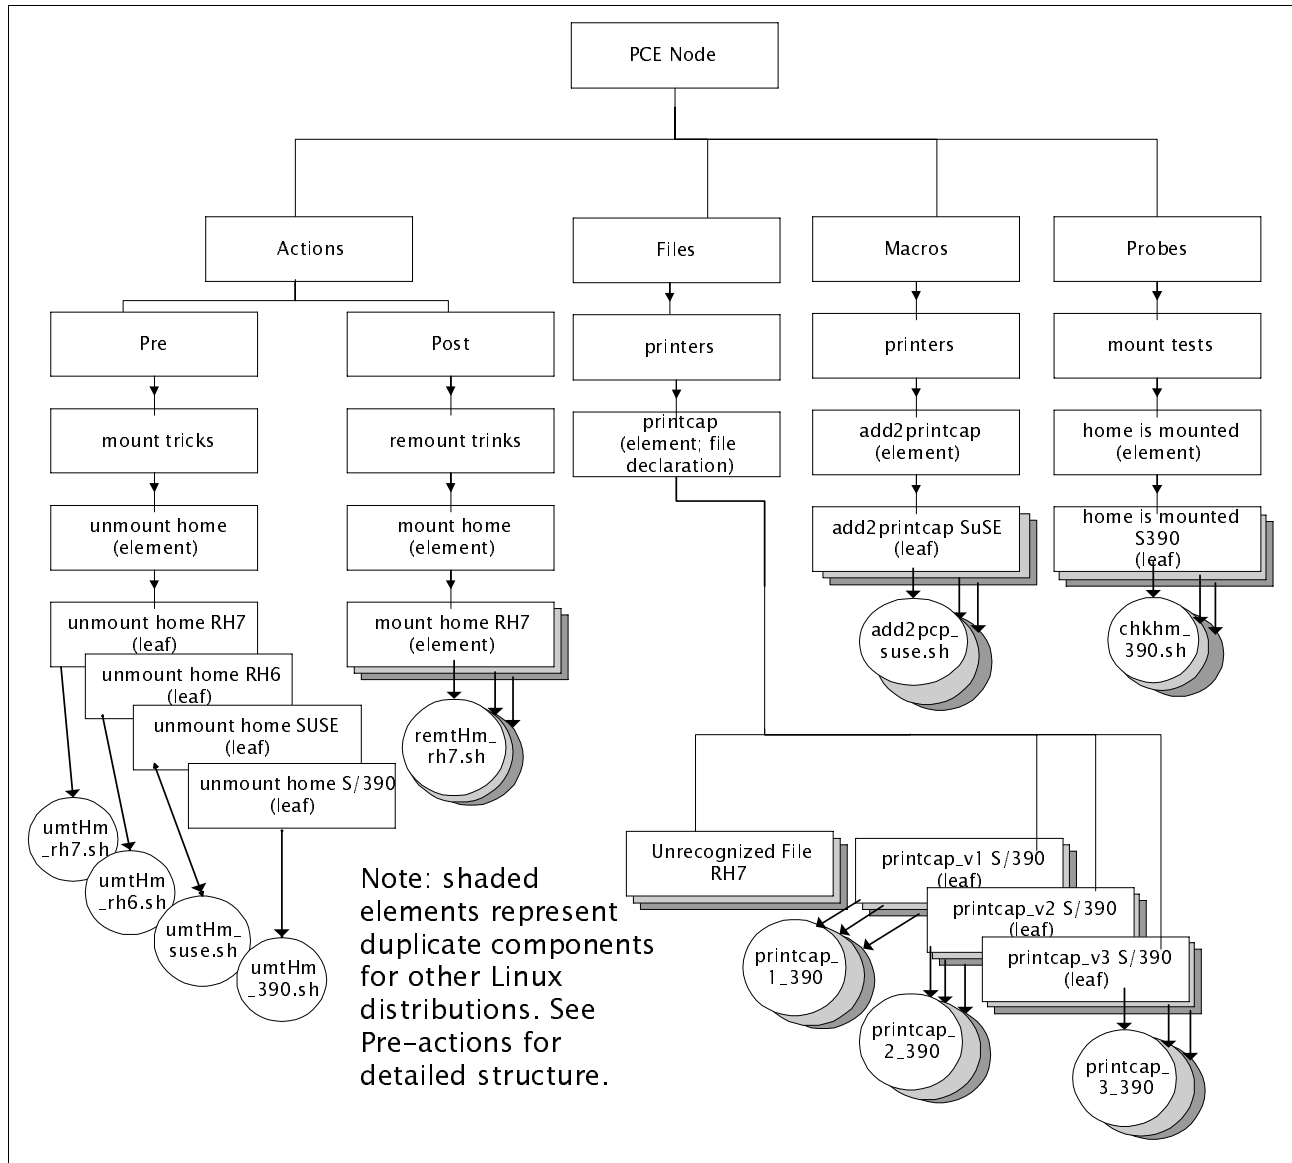 PCE Node
Actions
Files
Macros
Probes
Pre
Post
printers
printers
mount tests
mount tricks
remount trinks
printcap
(element; file
declaration)
add2printcap
(element)
home is mounted
(element)
unmount home
(element)
mount home
(element)
add2printcap SuSE
(leaf)
home is mounted
S390
(leaf)
unmount home RH7
(leaf)
mount home RH7
(element)
add2pcp_
suse.sh
chkhm_
390.sh
unmount home RH6
(leaf)
unmount home SUSE
(leaf)
remtHm_
rh7.sh
unmount home S/390
(leaf)
umtHm
_rh7.sh
umtHm
_rh6.sh
umtHm_
suse.sh
umtHm
_390.sh
Unrecognized File
RH7
printcap_v1 S/390
(leaf)
printcap_v2 S/390
(leaf)
printcap_v3 S/390
(leaf)
printcap_
1_390
printcap_
2_390
printcap_
3_390
Note: shaded
elements represent
duplicate components
for other Linux
distributions. See
Pre-actions for
detailed structure.